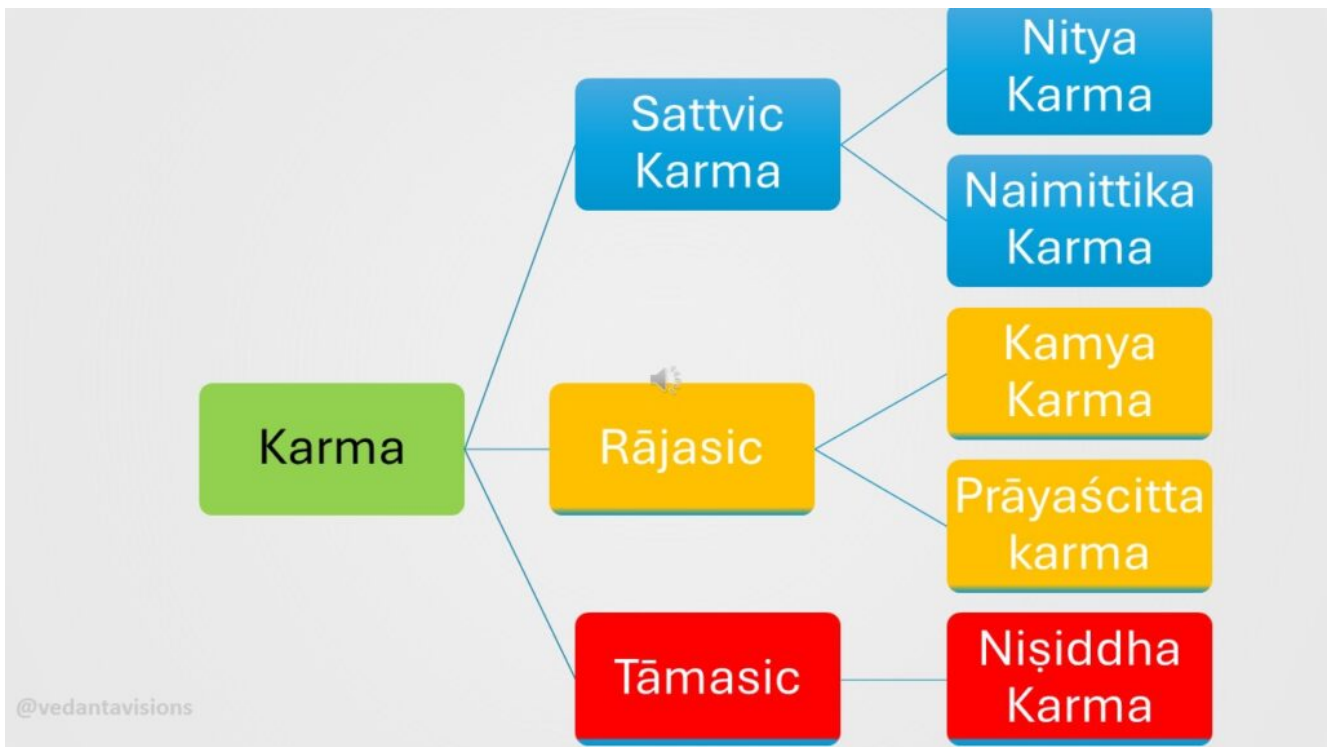 Nitya
Karma
Sattvic
Karma
Naimittika
Karma
Kamya
Karma
Karma
Rājasic
Prāyaścitta
karma
Tāmasic
Niṣiddha
Karma
@vedantavisions